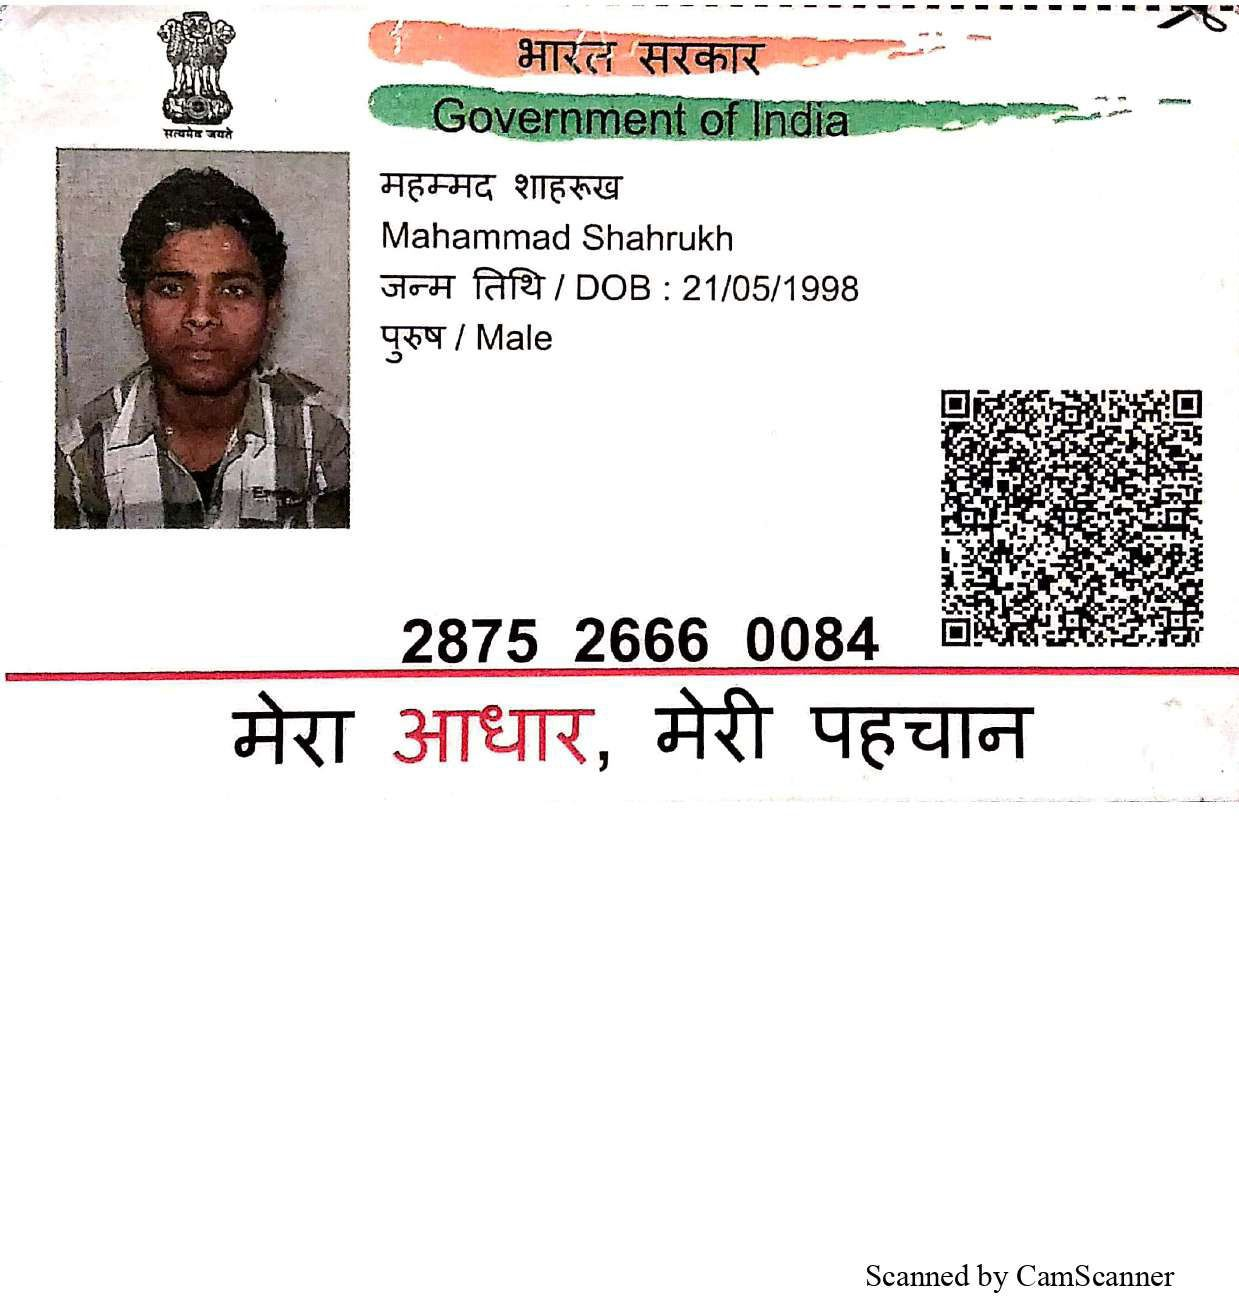 सत्यमेव जयते
भारत सरकार
Government of India
महम्मद शाहरूख
Mahammad Shahrukh
जन्म तिथि / DOB : 21/05/1998
पुरुष / Male
2875 2666 0084
मेरा आधार, मेरी पहचान
Scanned by CamScanner